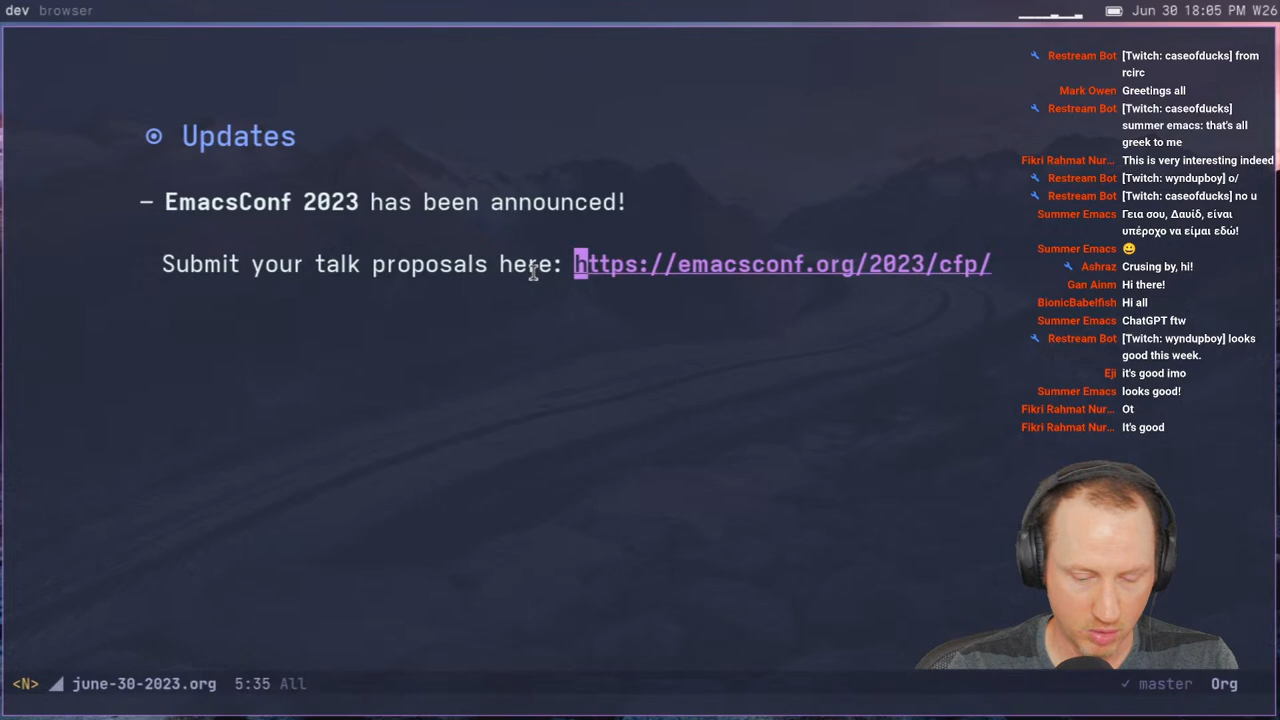 dev browser
Jun 30 18:05 PM W26
Updates
– EmacsConf 2023 has been announced!
Submit your talk proposals here: https://emacsconf.org/2023/cfp/
Restream Bot [Twitch: caseofducks] from
rcirc
Mark Owen Greetings all
Restream Bot [Twitch: caseofducks]
summer emacs: that's all
greek to me
Fikri Rahmat Nur... This is very interesting indeed
Restream Bot [Twitch: wyndupboy] o/
Restream Bot [Twitch: caseofducks] no u
Summer Emacs Γεια σου, Δαυίδ, είναι
υπέροχο να είμαι εδώ!
Summer Emacs 😀
Ashraz Crusing by, hi!
Gan Ainm Hi there!
BionicBabelfish Hi all
Summer Emacs ChatGPT ftw
Restream Bot [Twitch: wyndupboy] looks
good this week.
Eji it's good imo
Summer Emacs looks good!
Fikri Rahmat Nur... Ot
Fikri Rahmat Nur... It's good
<N> june-30-2023.org 5:35 All
✓ master Org